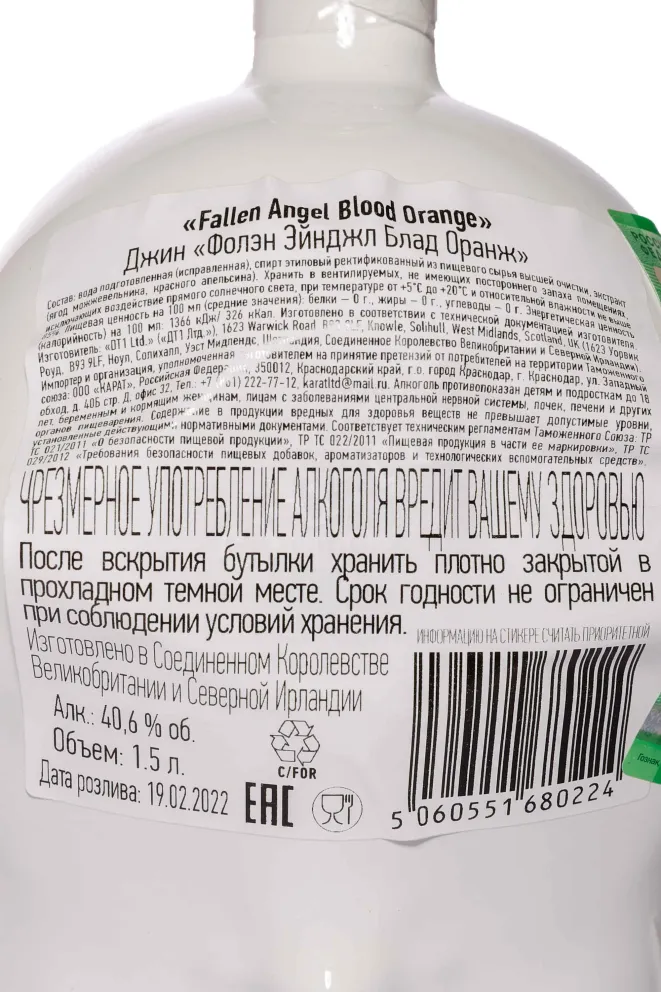 «Fallen Angel Blood Orange»
Джин «Фолэн Эйнджл Блад Оранж»
Состав: вода подготовленная (исправленная), спирт этиловый ректификованный из пищевого сырья высшей очистки, экстракт
(ягод можжевельника, красного апельсина). Хранить в вентилируемых, не имеющих постороннего запаха помещениях,
исключающих воздействие прямого солнечного света, при температуре от +5°С до +20°С и относительной влажности не выше
85%. Пищевая ценность на 100 мл (средние значения): белки – 0 г., жиры – 0 г., углеводы – 0 г. Энергетическая ценность
(калорийность) на 100 мл: 1366 кДж/ 326 кКал. Изготовлено в соответствии с технической документацией изготовителя.
Изготовитель: «DT1 Ltd.» («ДТ1 Лтд.»), 1623 Warwick Road, B93 9LF, Knowle, Solihull, West Midlands, Scotland, UK (1623 Уорвик
Роуд, B93 9LF, Ноул, Солихалл, Уэст Мидлендс, Шотландия, Соединенное Королевство Великобритании и Северной Ирландии).
Импортер и организация, уполномоченная изготовителем на принятие претензий от потребителей на территории Таможенного
союза: ООО «КАРАТ», Российская Федерация, 350012, Краснодарский край, г.о. город Краснодар, г. Краснодар, ул. Западный
обход, д. 40Б стр. Д, офис 32, Тел.: +7 (861) 222-77-12, karatltd@mail.ru. Алкоголь противопоказан детям и подросткам до 18
лет, беременным и кормящим женщинам, лицам с заболеваниями центральной нервной системы, почек, печени и других
органов пищеварения. Содержание в продукции вредных для здоровья веществ не превышает допустимые уровни,
установленные действующими нормативными документами. Соответствует техническим регламентам Таможенного Союза: ТР
ТС 021/2011 «О безопасности пищевой продукции», ТР ТС 022/2011 «Пищевая продукция в части ее маркировки», ТР ТС
029/2012 «Требования безопасности пищевых добавок, ароматизаторов и технологических вспомогательных средств».
ЧРЕЗМЕРНОЕ УПОТРЕБЛЕНИЕ АЛКОГОЛЯ ВРЕДИТ ВАШЕМУ ЗДОРОВЬЮ
После вскрытия бутылки хранить плотно закрытой в
прохладном темной месте. Срок годности не ограничен
при соблюдении условий хранения.
ИНФОРМАЦИЮ НА СТИКЕРЕ СЧИТАТЬ ПРИОРИТЕТНОЙ
Изготовлено в Соединенном Королевстве
Великобритании и Северной Ирландии
Алк.: 40,6 % об.
Объем: 1.5 л.
Дата розлива: 19.02.2022
C/FOR
EAC
5 060551 680224
Гознак